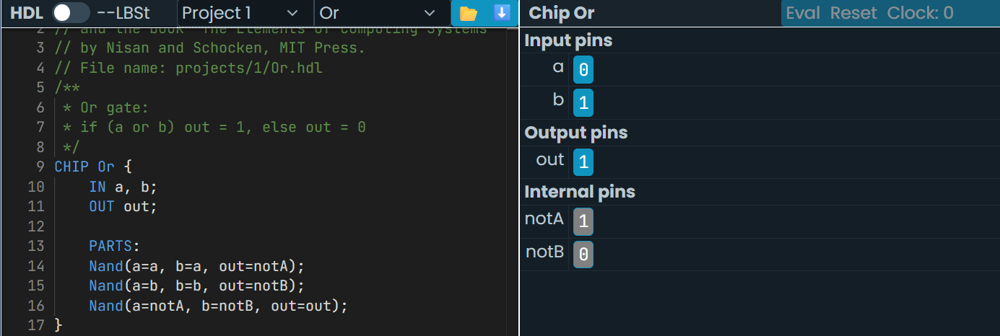 HDL --LBSt Project 1 Or
2 // and the book "The Elements of Computing Systems"
3 // by Nisan and Schocken, MIT Press.
4 // File name: projects/1/Or.hdl
5 /**
6 * Or gate:
7 * if (a or b) out = 1, else out = 0
8 */
9 CHIP Or {
10 IN a, b;
11 OUT out;
12
13 PARTS:
14 Nand(a=a, b=a, out=notA);
15 Nand(a=b, b=b, out=notB);
16 Nand(a=notA, b=notB, out=out);
17 }
Chip Or Eval Reset Clock: 0
Input pins
a 0
b 1
Output pins
out 1
Internal pins
notA 1
notB 0